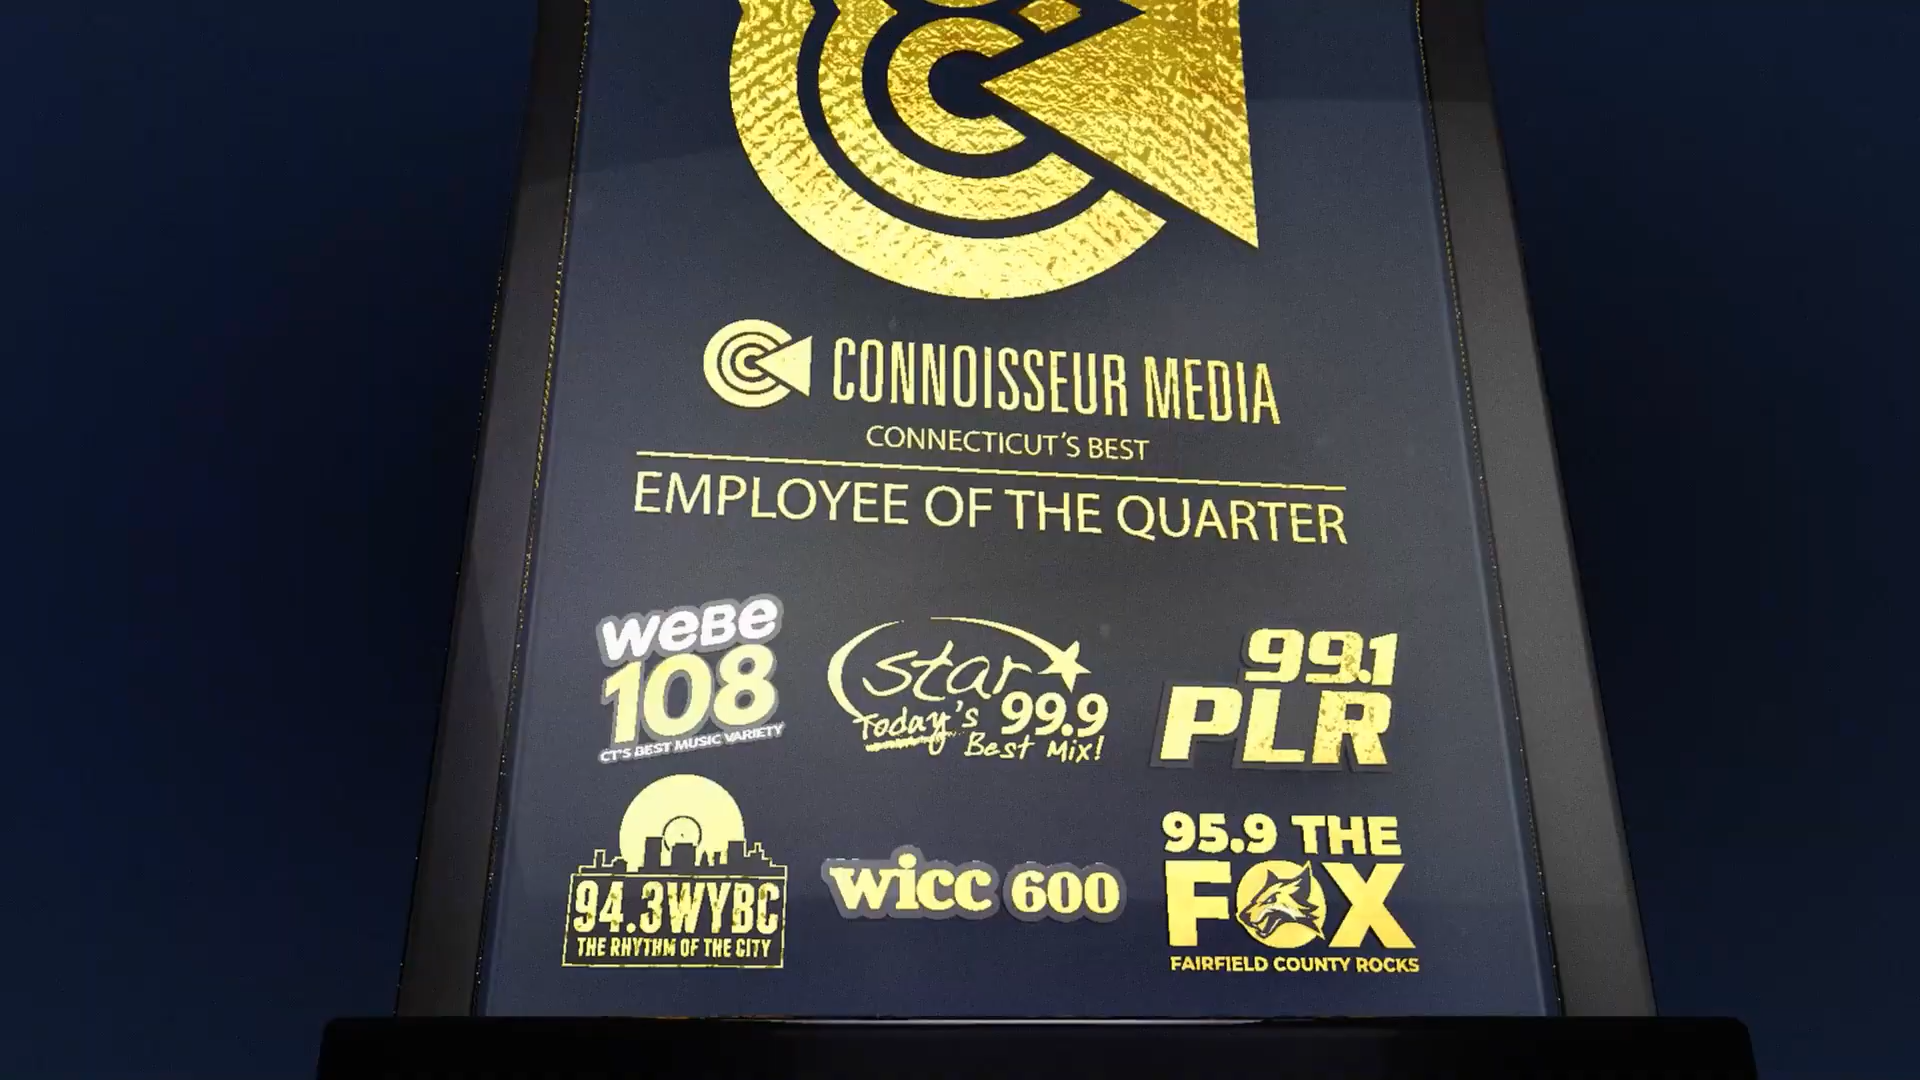 CONNOISSEUR MEDIA
CONNECTICUT'S BEST
EMPLOYEE OF THE QUARTER
WEBE
108
CT'S BEST MUSIC VARIETY
star
99.9
Today's
Best Mix!
99.1
PLR
94.3WYBC
THE RHYTHM OF THE CITY
wicc 600
95.9 THE
FOX
FAIRFIELD COUNTY ROCKS